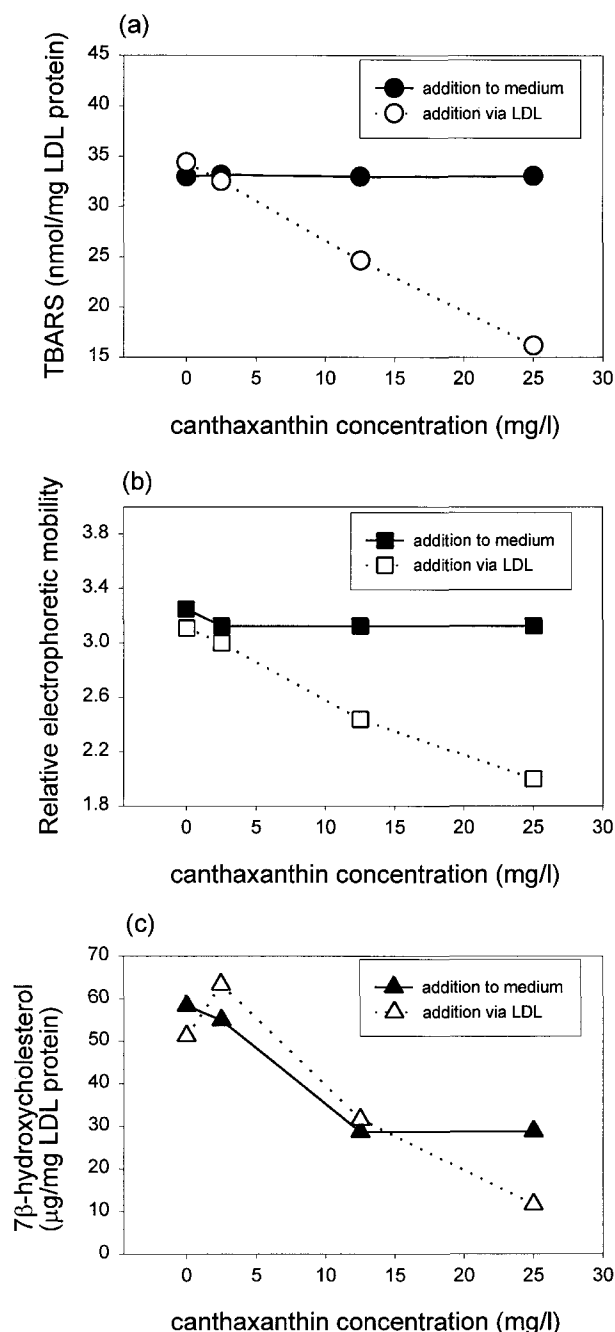 (a)
45
40
35
30
25
20
15
TBARS (nmol/mg LDL protein)
addition to medium
addition via LDL
0 5 10 15 20 25 30
canthaxanthin concentration (mg/l)
(b)
3.8
3.4
3.0
2.6
2.2
1.8
Relative electrophoretic mobility
addition to medium
addition via LDL
0 5 10 15 20 25 30
canthaxanthin concentration (mg/l)
(c)
70
60
50
40
30
20
10
0
7β-hydroxycholesterol
(μg/mg LDL protein)
addition to medium
addition via LDL
0 5 10 15 20 25 30
canthaxanthin concentration (mg/l)